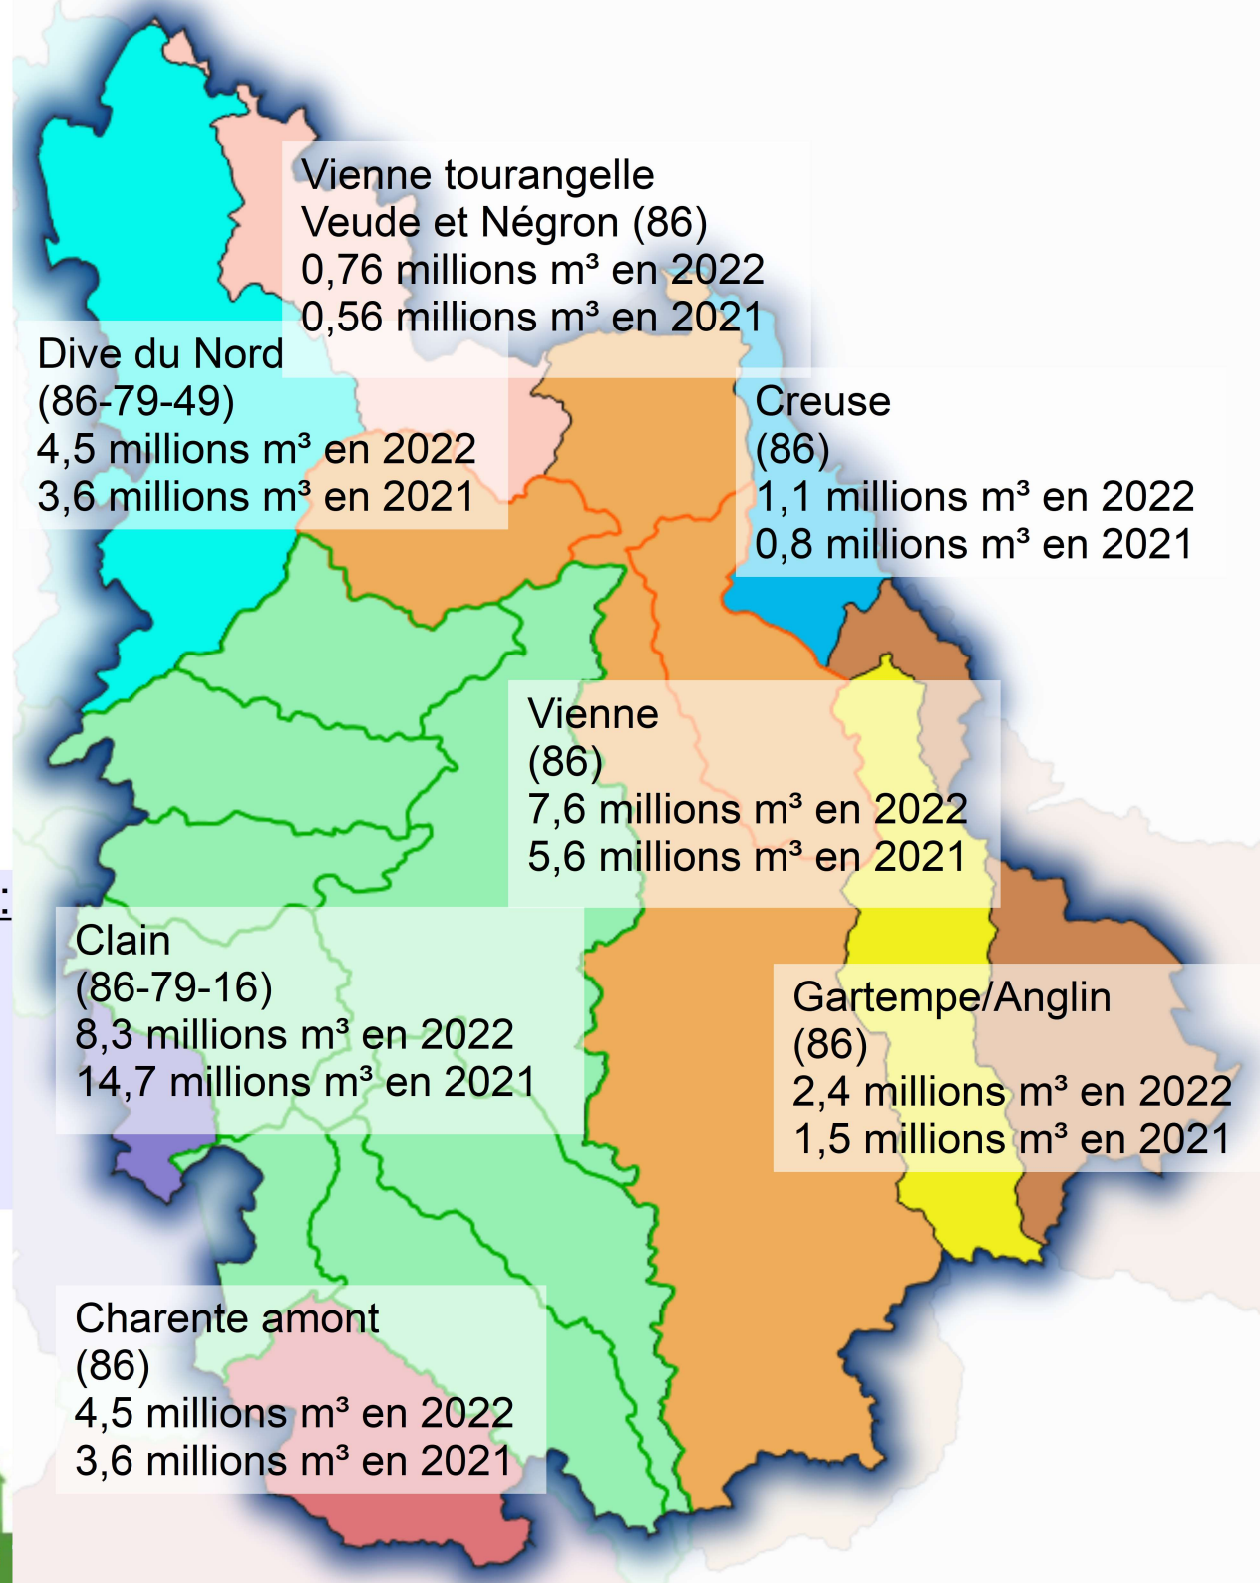 Vienne tourangelle
Veude et Négron (86)
0,76 millions m³ en 2022
0,56 millions m³ en 2021
Dive du Nord
(86-79-49)
4,5 millions m³ en 2022
3,6 millions m³ en 2021
Creuse
(86)
1,1 millions m³ en 2022
0,8 millions m³ en 2021
Vienne
(86)
7,6 millions m³ en 2022
5,6 millions m³ en 2021
:
Clain
(86-79-16)
8,3 millions m³ en 2022
14,7 millions m³ en 2021
Gartempe/Anglin
(86)
2,4 millions m³ en 2022
1,5 millions m³ en 2021
Charente amont
(86)
4,5 millions m³ en 2022
3,6 millions m³ en 2021